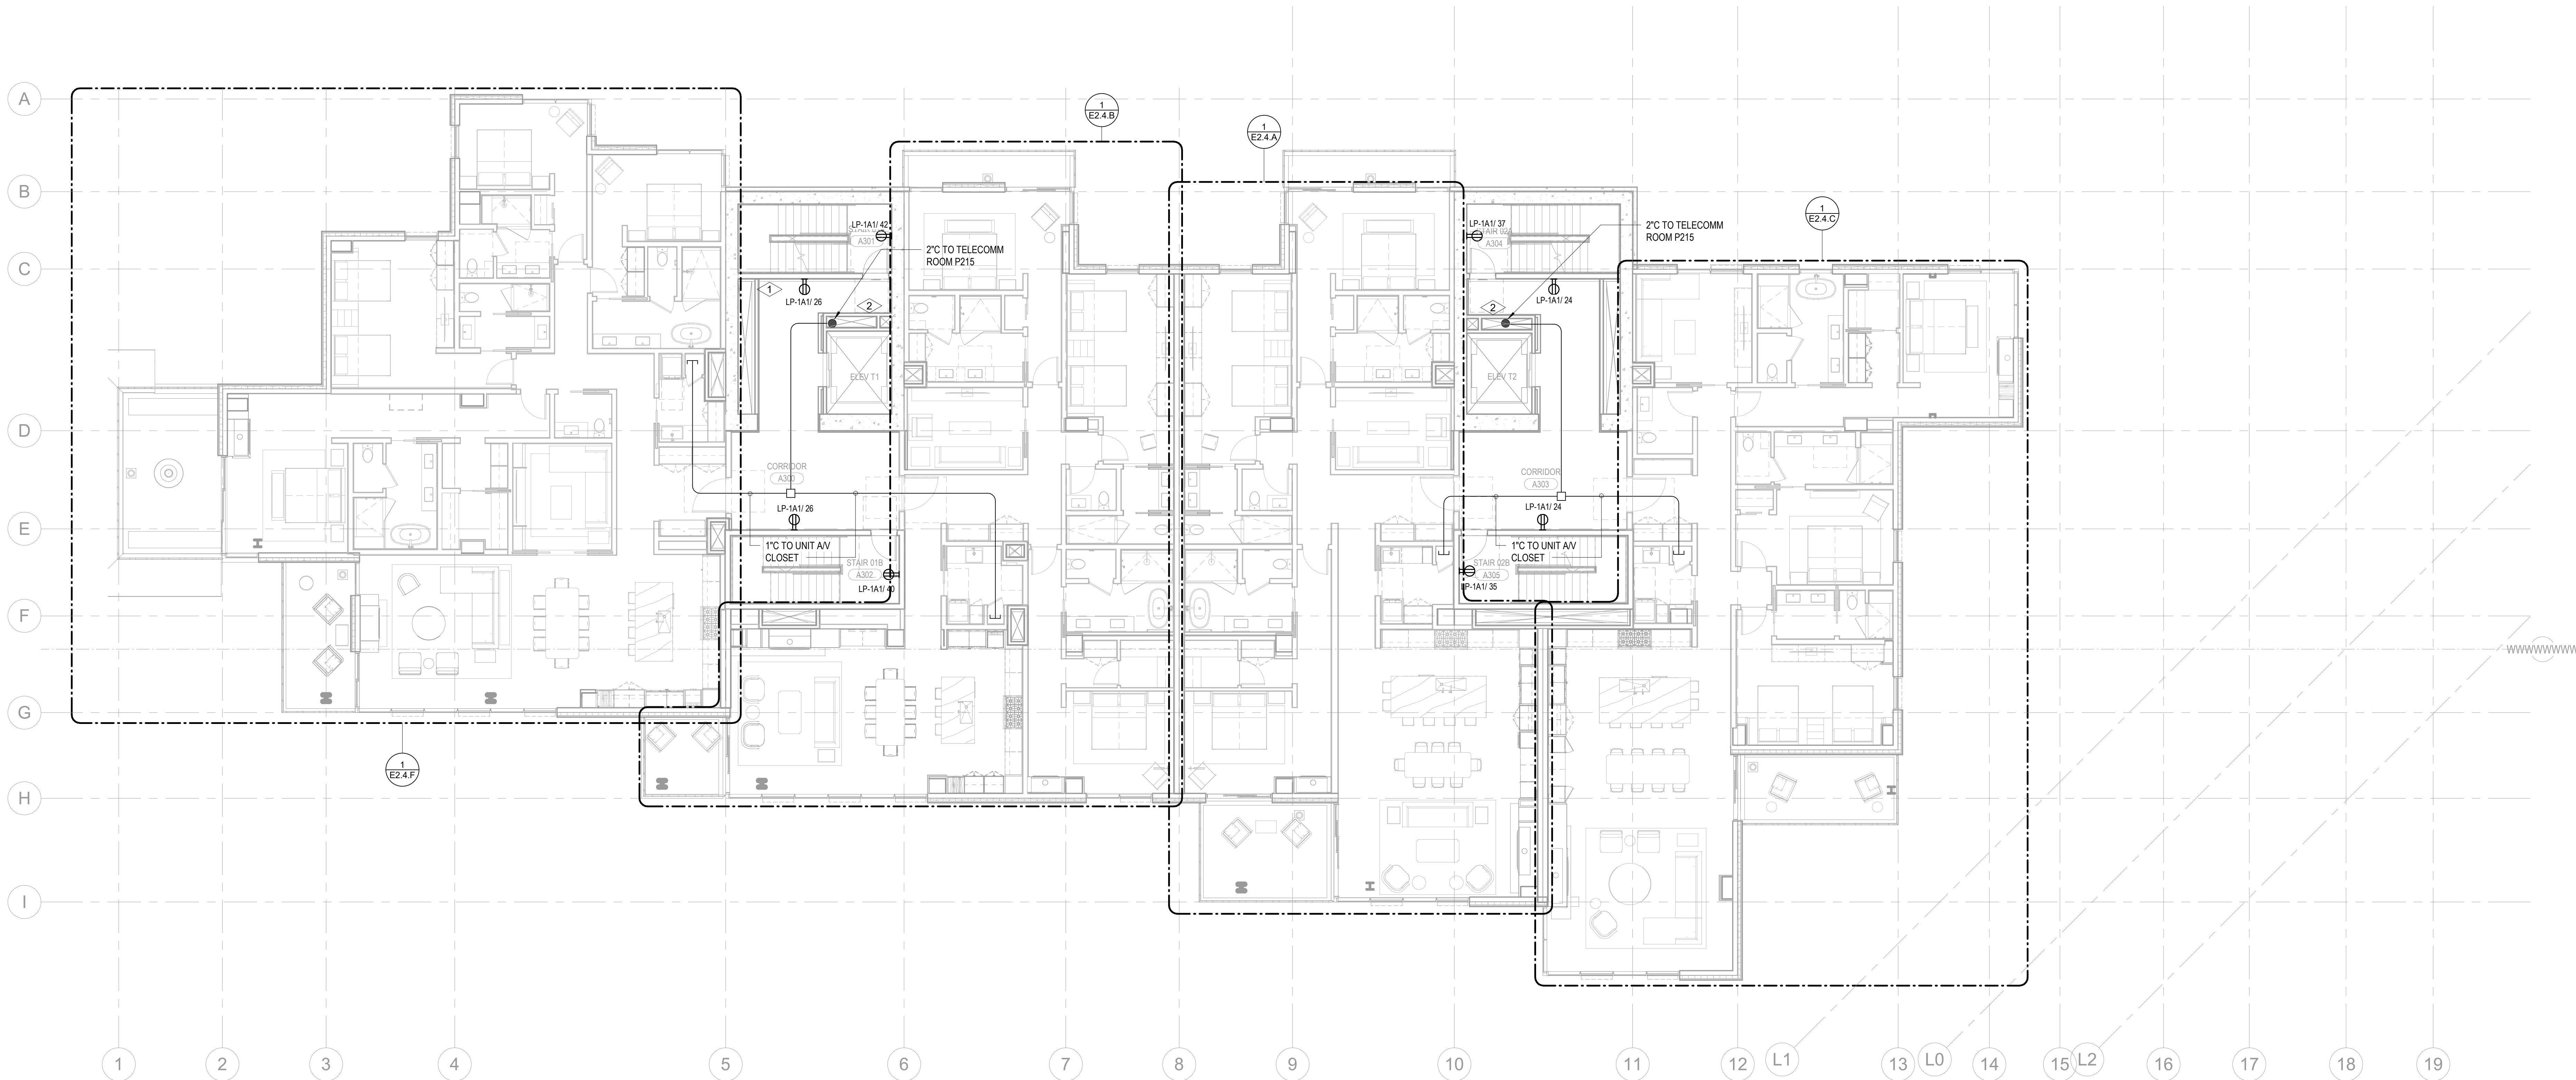 A
B
C
D
E
F
G
H
I
1
E2.4.B
1
E2.4.A
1
E2.4.C
1
E2.4.F
LP-1A1/ 42
A301
2"C TO TELECOMM
ROOM P215
1
LP-1A1/ 26
2
ELEV T1
CORRIDOR
A300
LP-1A1/ 26
1"C TO UNIT A/V
CLOSET
STAIR 01B
A302
LP-1A1/ 40
LP-1A1/ 37
STAIR 02A
A304
2"C TO TELECOMM
ROOM P215
LP-1A1/ 24
2
ELEV T2
CORRIDOR
A303
LP-1A1/ 24
1"C TO UNIT A/V
CLOSET
STAIR 02B
A305
LP-1A1/ 35
1
2
3
4
5
6
7
8
9
10
11
12
L1
13
L0
14
15
L2
16
17
18
19